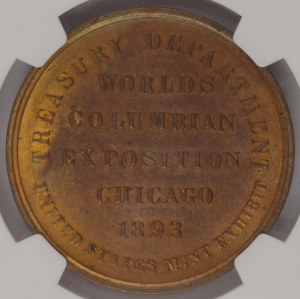 TREASURY DEPARTMENT
WORLD'S
COLUMBIAN
EXPOSITION
CHICAGO
1893
UNITED STATES MINT EXHIBIT